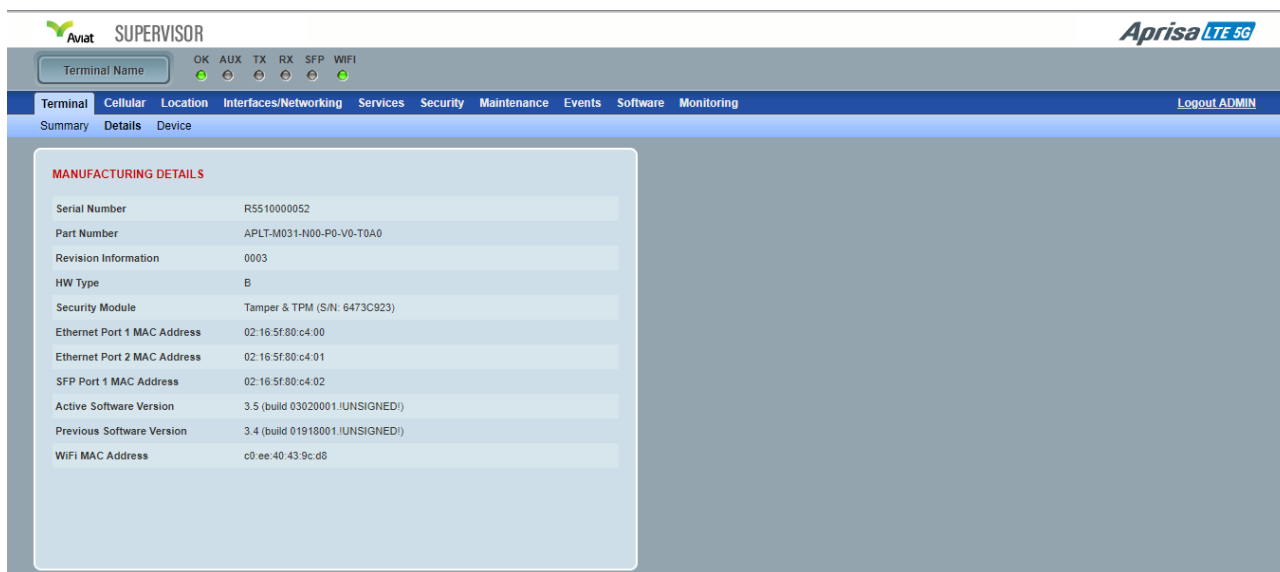 Aviat SUPERVISOR
Aprisa LTE 5G
Terminal Name
OK AUX TX RX SFP WIFI
Terminal Cellular Location Interfaces/Networking Services Security Maintenance Events Software Monitoring Logout ADMIN
Summary Details Device
MANUFACTURING DETAILS
Serial Number R5510000052
Part Number APLT-M031-N00-P0-V0-T0A0
Revision Information 0003
HW Type B
Security Module Tamper & TPM (S/N: 6473C923)
Ethernet Port 1 MAC Address 02:16:5f:80:c4:00
Ethernet Port 2 MAC Address 02:16:5f:80:c4:01
SFP Port 1 MAC Address 02:16:5f:80:c4:02
Active Software Version 3.5 (build 03020001.!UNSIGNED!)
Previous Software Version 3.4 (build 01918001.!UNSIGNED!)
WiFi MAC Address c0:ee:40:43:9c:d8